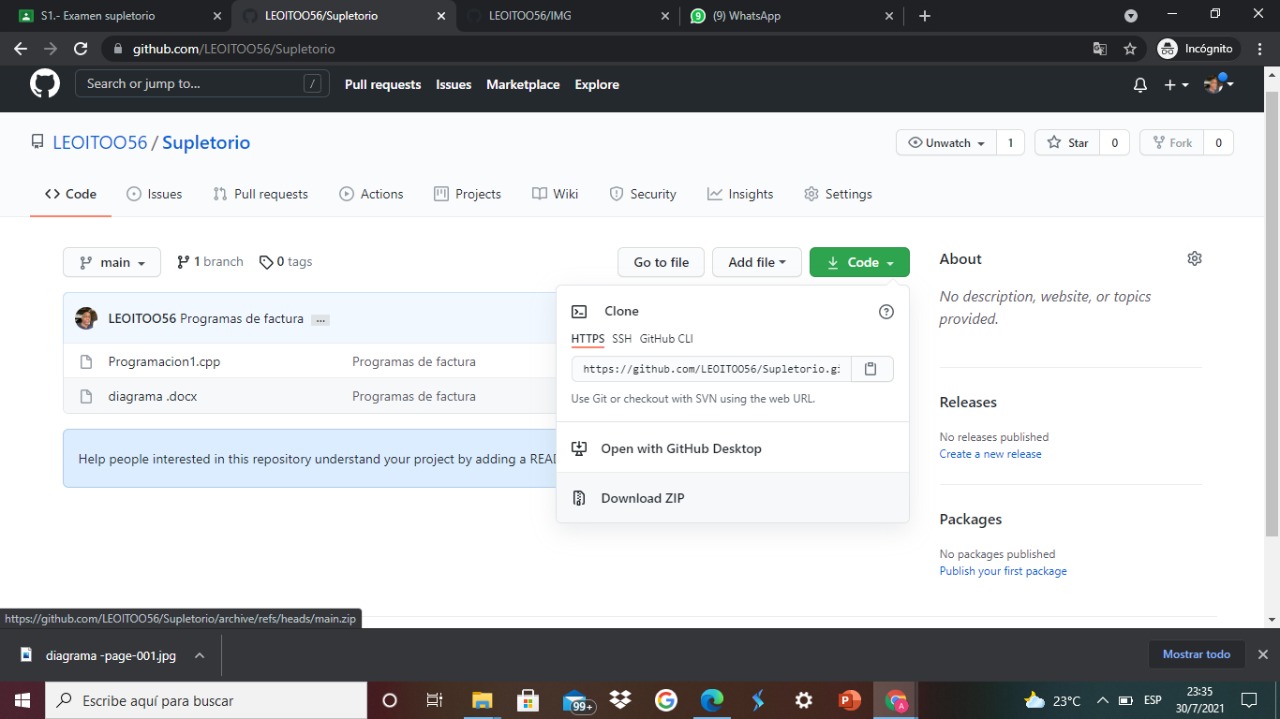 S1.- Examen supletorio
LEOITOO56/Supletorio
LEOITOO56/IMG
(9) WhatsApp
github.com/LEOITOO56/Supletorio
Incógnito
Search or jump to...
/
Pull requests
Issues
Marketplace
Explore
LEOITOO56 / Supletorio
Unwatch
1
Star
0
Fork
0
Code
Issues
Pull requests
Actions
Projects
Wiki
Security
Insights
Settings
main
1 branch
0 tags
Go to file
Add file
Code
About
No description, website, or topics
provided.
LEOITOO56 Programas de factura ...
Programacion1.cpp
Programas de factura
diagrama .docx
Programas de factura
Help people interested in this repository understand your project by adding a REA
Clone
HTTPS
SSH
GitHub CLI
https://github.com/LEOITOO56/Supletorio.gi
Use Git or checkout with SVN using the web URL.
Open with GitHub Desktop
Download ZIP
Releases
No releases published
Create a new release
Packages
No packages published
Publish your first package
https://github.com/LEOITOO56/Supletorio/archive/refs/heads/main.zip
diagrama -page-001.jpg
Mostrar todo
Escribe aquí para buscar
99+
23°C
ESP
23:35
30/7/2021